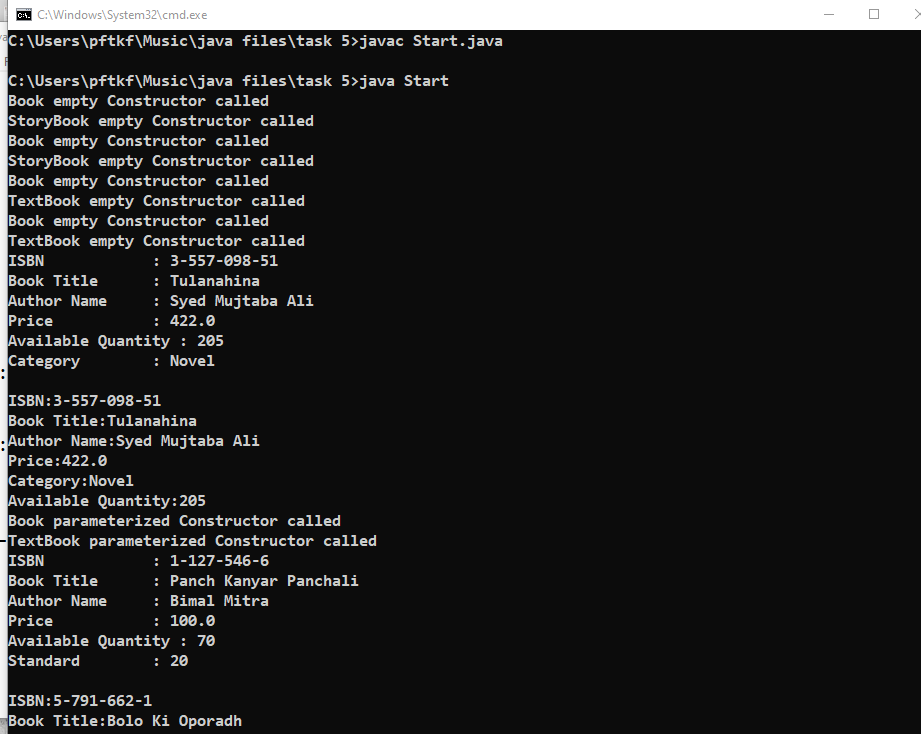 C:\Windows\System32\cmd.exe
C:\Users\pftkf\Music\java files\task 5>javac Start.java
C:\Users\pftkf\Music\java files\task 5>java Start
Book empty Constructor called
StoryBook empty Constructor called
Book empty Constructor called
StoryBook empty Constructor called
Book empty Constructor called
TextBook empty Constructor called
Book empty Constructor called
TextBook empty Constructor called
ISBN            : 3-557-098-51
Book Title      : Tulanahina
Author Name     : Syed Mujtaba Ali
Price           : 422.0
Available Quantity : 205
Category        : Novel
ISBN:3-557-098-51
Book Title:Tulanahina
Author Name:Syed Mujtaba Ali
Price:422.0
Category:Novel
Available Quantity:205
Book parameterized Constructor called
TextBook parameterized Constructor called
ISBN            : 1-127-546-6
Book Title      : Panch Kanyar Panchali
Author Name     : Bimal Mitra
Price           : 100.0
Available Quantity : 70
Standard        : 20
ISBN:5-791-662-1
Book Title:Bolo Ki Oporadh